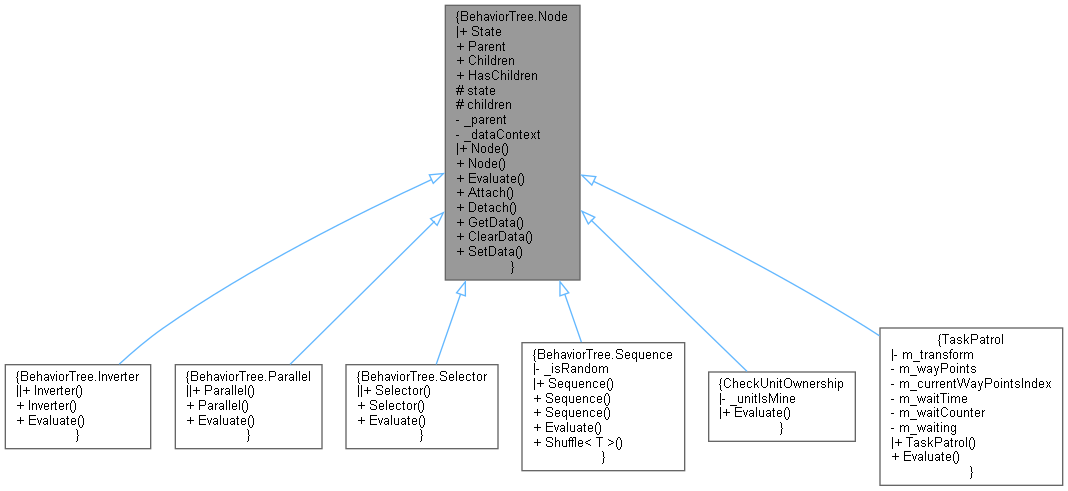 {BehaviorTree.Node
|+ State
+ Parent
+ Children
+ HasChildren
# state
# children
- _parent
- _dataContext
|+ Node()
+ Node()
+ Evaluate()
+ Attach()
+ Detach()
+ GetData()
+ ClearData()
+ SetData()
}
{BehaviorTree.Inverter
||+ Inverter()
+ Inverter()
+ Evaluate()
}
{BehaviorTree.Parallel
||+ Parallel()
+ Parallel()
+ Evaluate()
}
{BehaviorTree.Selector
||+ Selector()
+ Selector()
+ Evaluate()
}
{BehaviorTree.Sequence
|- _isRandom
|+ Sequence()
+ Sequence()
+ Sequence()
+ Evaluate()
+ Shuffle< T >()
}
{CheckUnitOwnership
|- _unitIsMine
|+ Evaluate()
}
{TaskPatrol
|- m_transform
- m_wayPoints
- m_currentWayPointsIndex
- m_waitTime
- m_waitCounter
- m_waiting
|+ TaskPatrol()
+ Evaluate()
}